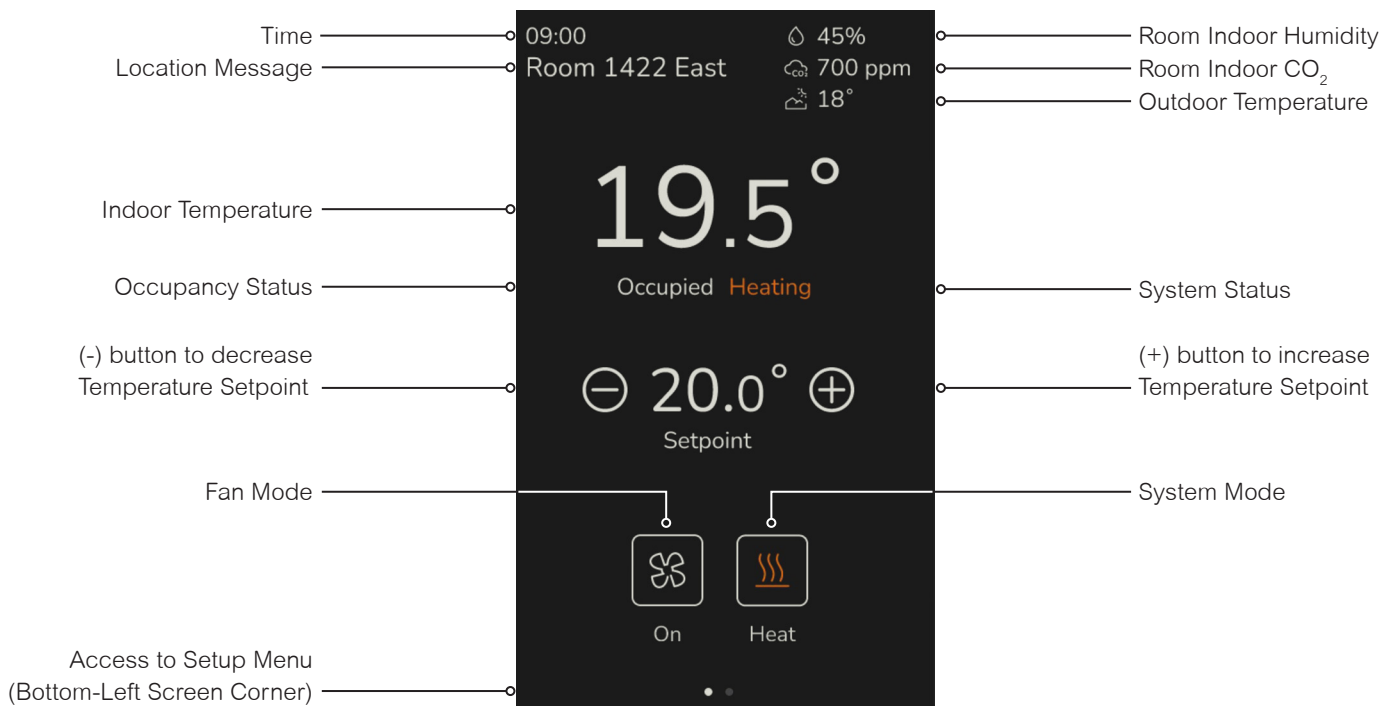 Time
Location Message
Indoor Temperature
Occupancy Status
(-) button to decrease
Temperature Setpoint
Fan Mode
Access to Setup Menu
(Bottom-Left Screen Corner)
09:00
Room 1422 East
45%
CO2 700 ppm
18°
19.5°
Occupied Heating
20.0°
Setpoint
On Heat
Room Indoor Humidity
Room Indoor CO₂
Outdoor Temperature
System Status
(+) button to increase
Temperature Setpoint
System Mode